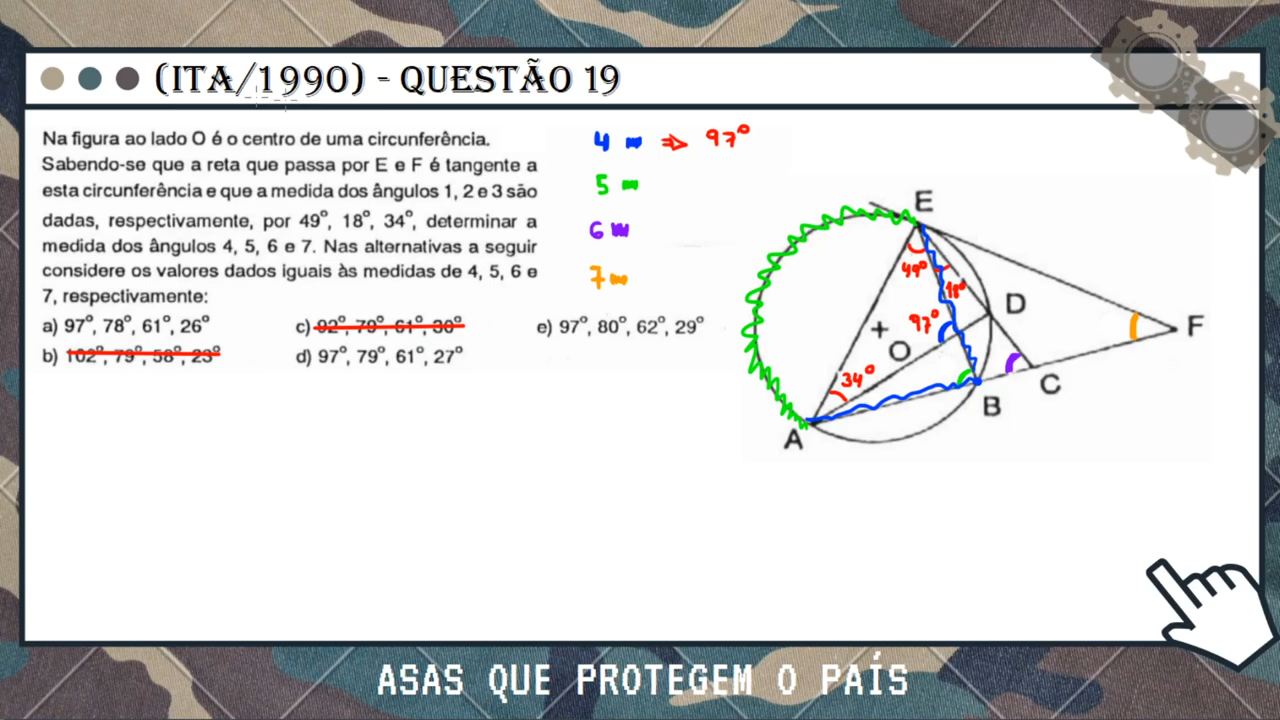 (ITA/1990) - QUESTÃO 19
Na figura ao lado O é o centro de uma circunferência.
Sabendo-se que a reta que passa por E e F é tangente a
esta circunferência e que a medida dos ângulos 1, 2 e 3 são
dadas, respectivamente, por 49°, 18°, 34°, determinar a
medida dos ângulos 4, 5, 6 e 7. Nas alternativas a seguir
considere os valores dados iguais às medidas de 4, 5, 6 e
7, respectivamente:
a) 97°, 78°, 61°, 26°
c) 92°, 79°, 61°, 30°
e) 97°, 80°, 62°, 29°
b) 102°, 79°, 58°, 23°
d) 97°, 79°, 61°, 27°
4 ⇒ 97°
5
6
7
E
49°
18°
D
97°
F
O
34°
C
B
A
ASAS QUE PROTEGEM O PAÍS